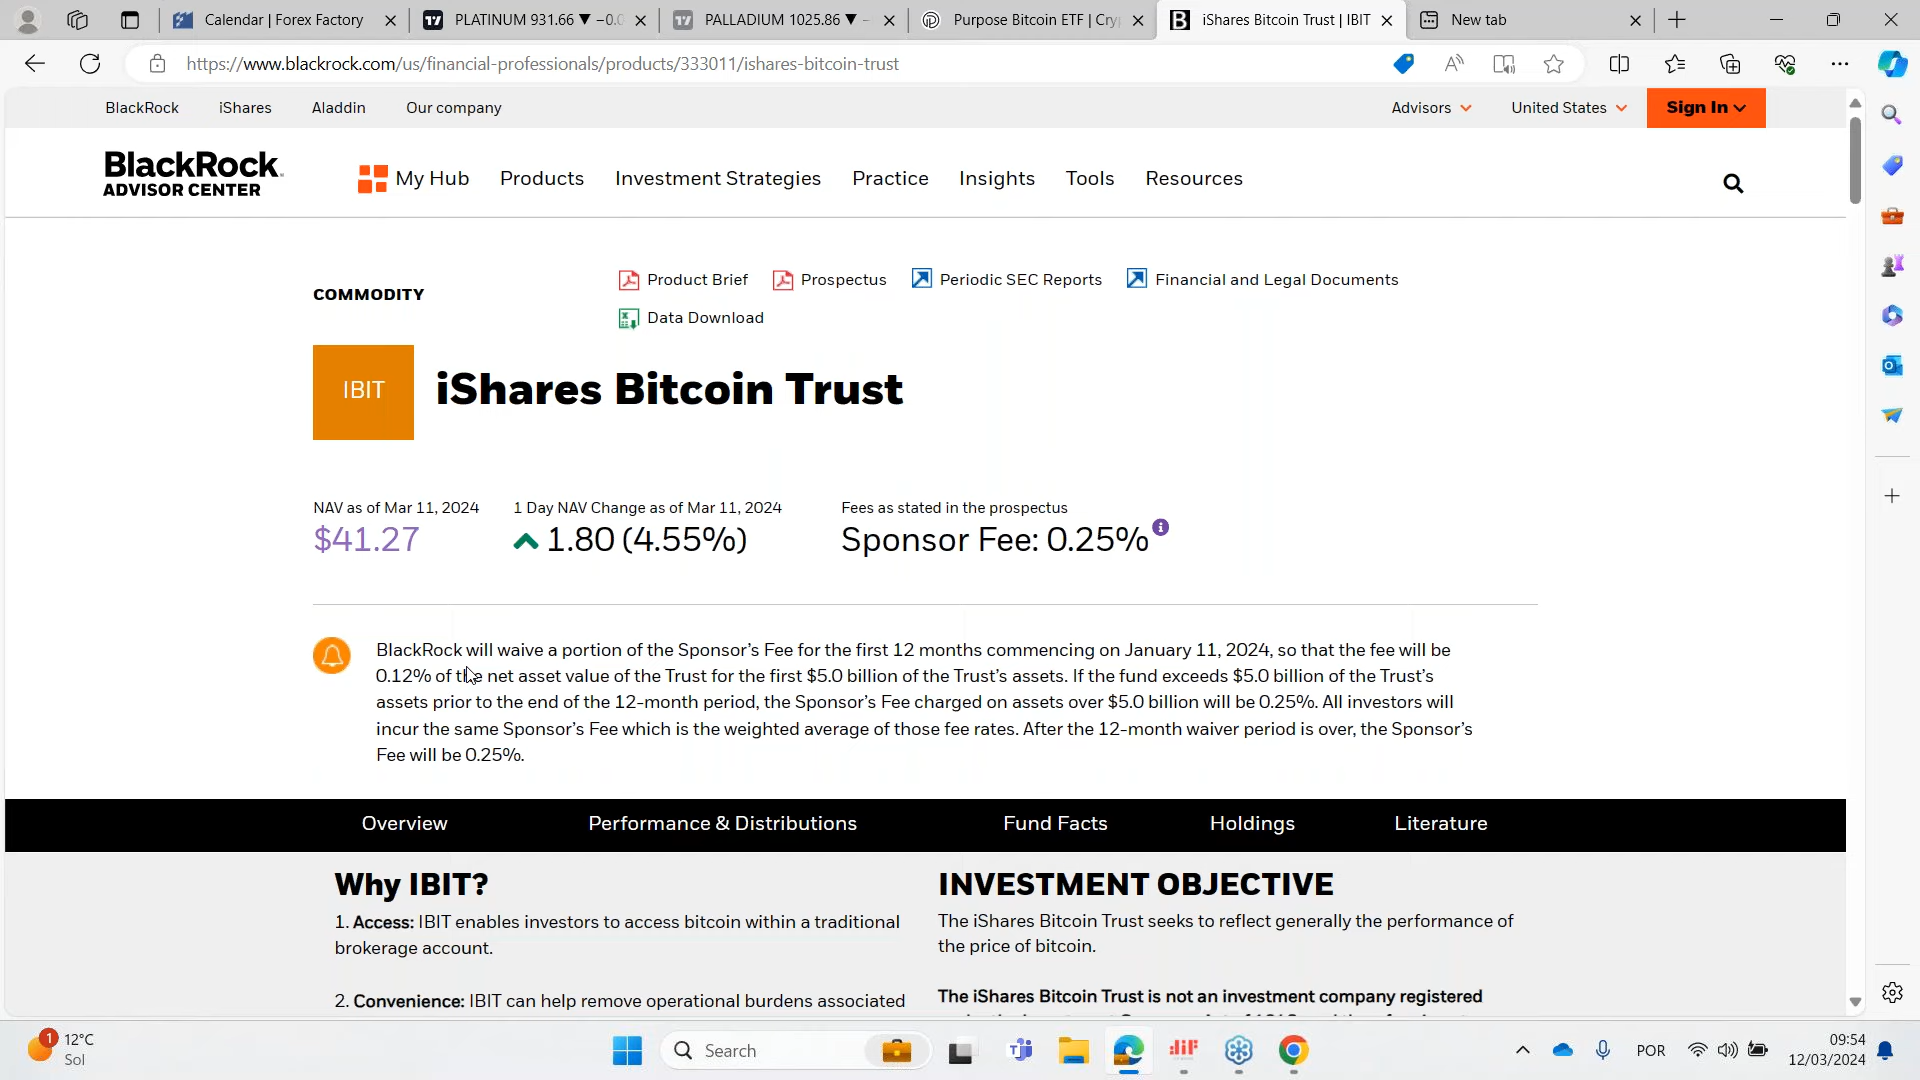 Calendar | Forex Factory
PLATINUM 931.66 ▼ −0.0
PALLADIUM 1025.86 ▼ −
Purpose Bitcoin ETF | Cry
iShares Bitcoin Trust | IBIT
New tab
https://www.blackrock.com/us/financial-professionals/products/333011/ishares-bitcoin-trust
BlackRock iShares Aladdin Our company Advisors United States Sign In
BlackRock.
ADVISOR CENTER
My Hub Products Investment Strategies Practice Insights Tools Resources
COMMODITY
Product Brief Prospectus Periodic SEC Reports Financial and Legal Documents
Data Download
IBIT
iShares Bitcoin Trust
NAV as of Mar 11, 2024
$41.27
1 Day NAV Change as of Mar 11, 2024
1.80 (4.55%)
Fees as stated in the prospectus
Sponsor Fee: 0.25%
BlackRock will waive a portion of the Sponsor's Fee for the first 12 months commencing on January 11, 2024, so that the fee will be
0.12% of the net asset value of the Trust for the first $5.0 billion of the Trust's assets. If the fund exceeds $5.0 billion of the Trust's
assets prior to the end of the 12-month period, the Sponsor's Fee charged on assets over $5.0 billion will be 0.25%. All investors will
incur the same Sponsor's Fee which is the weighted average of those fee rates. After the 12-month waiver period is over, the Sponsor's
Fee will be 0.25%.
Overview Performance & Distributions Fund Facts Holdings Literature
Why IBIT?
1. Access: IBIT enables investors to access bitcoin within a traditional
brokerage account.
2. Convenience: IBIT can help remove operational burdens associated
INVESTMENT OBJECTIVE
The iShares Bitcoin Trust seeks to reflect generally the performance of
the price of bitcoin.
The iShares Bitcoin Trust is not an investment company registered
1
12°C
Sol
Search
POR
09:54
12/03/2024